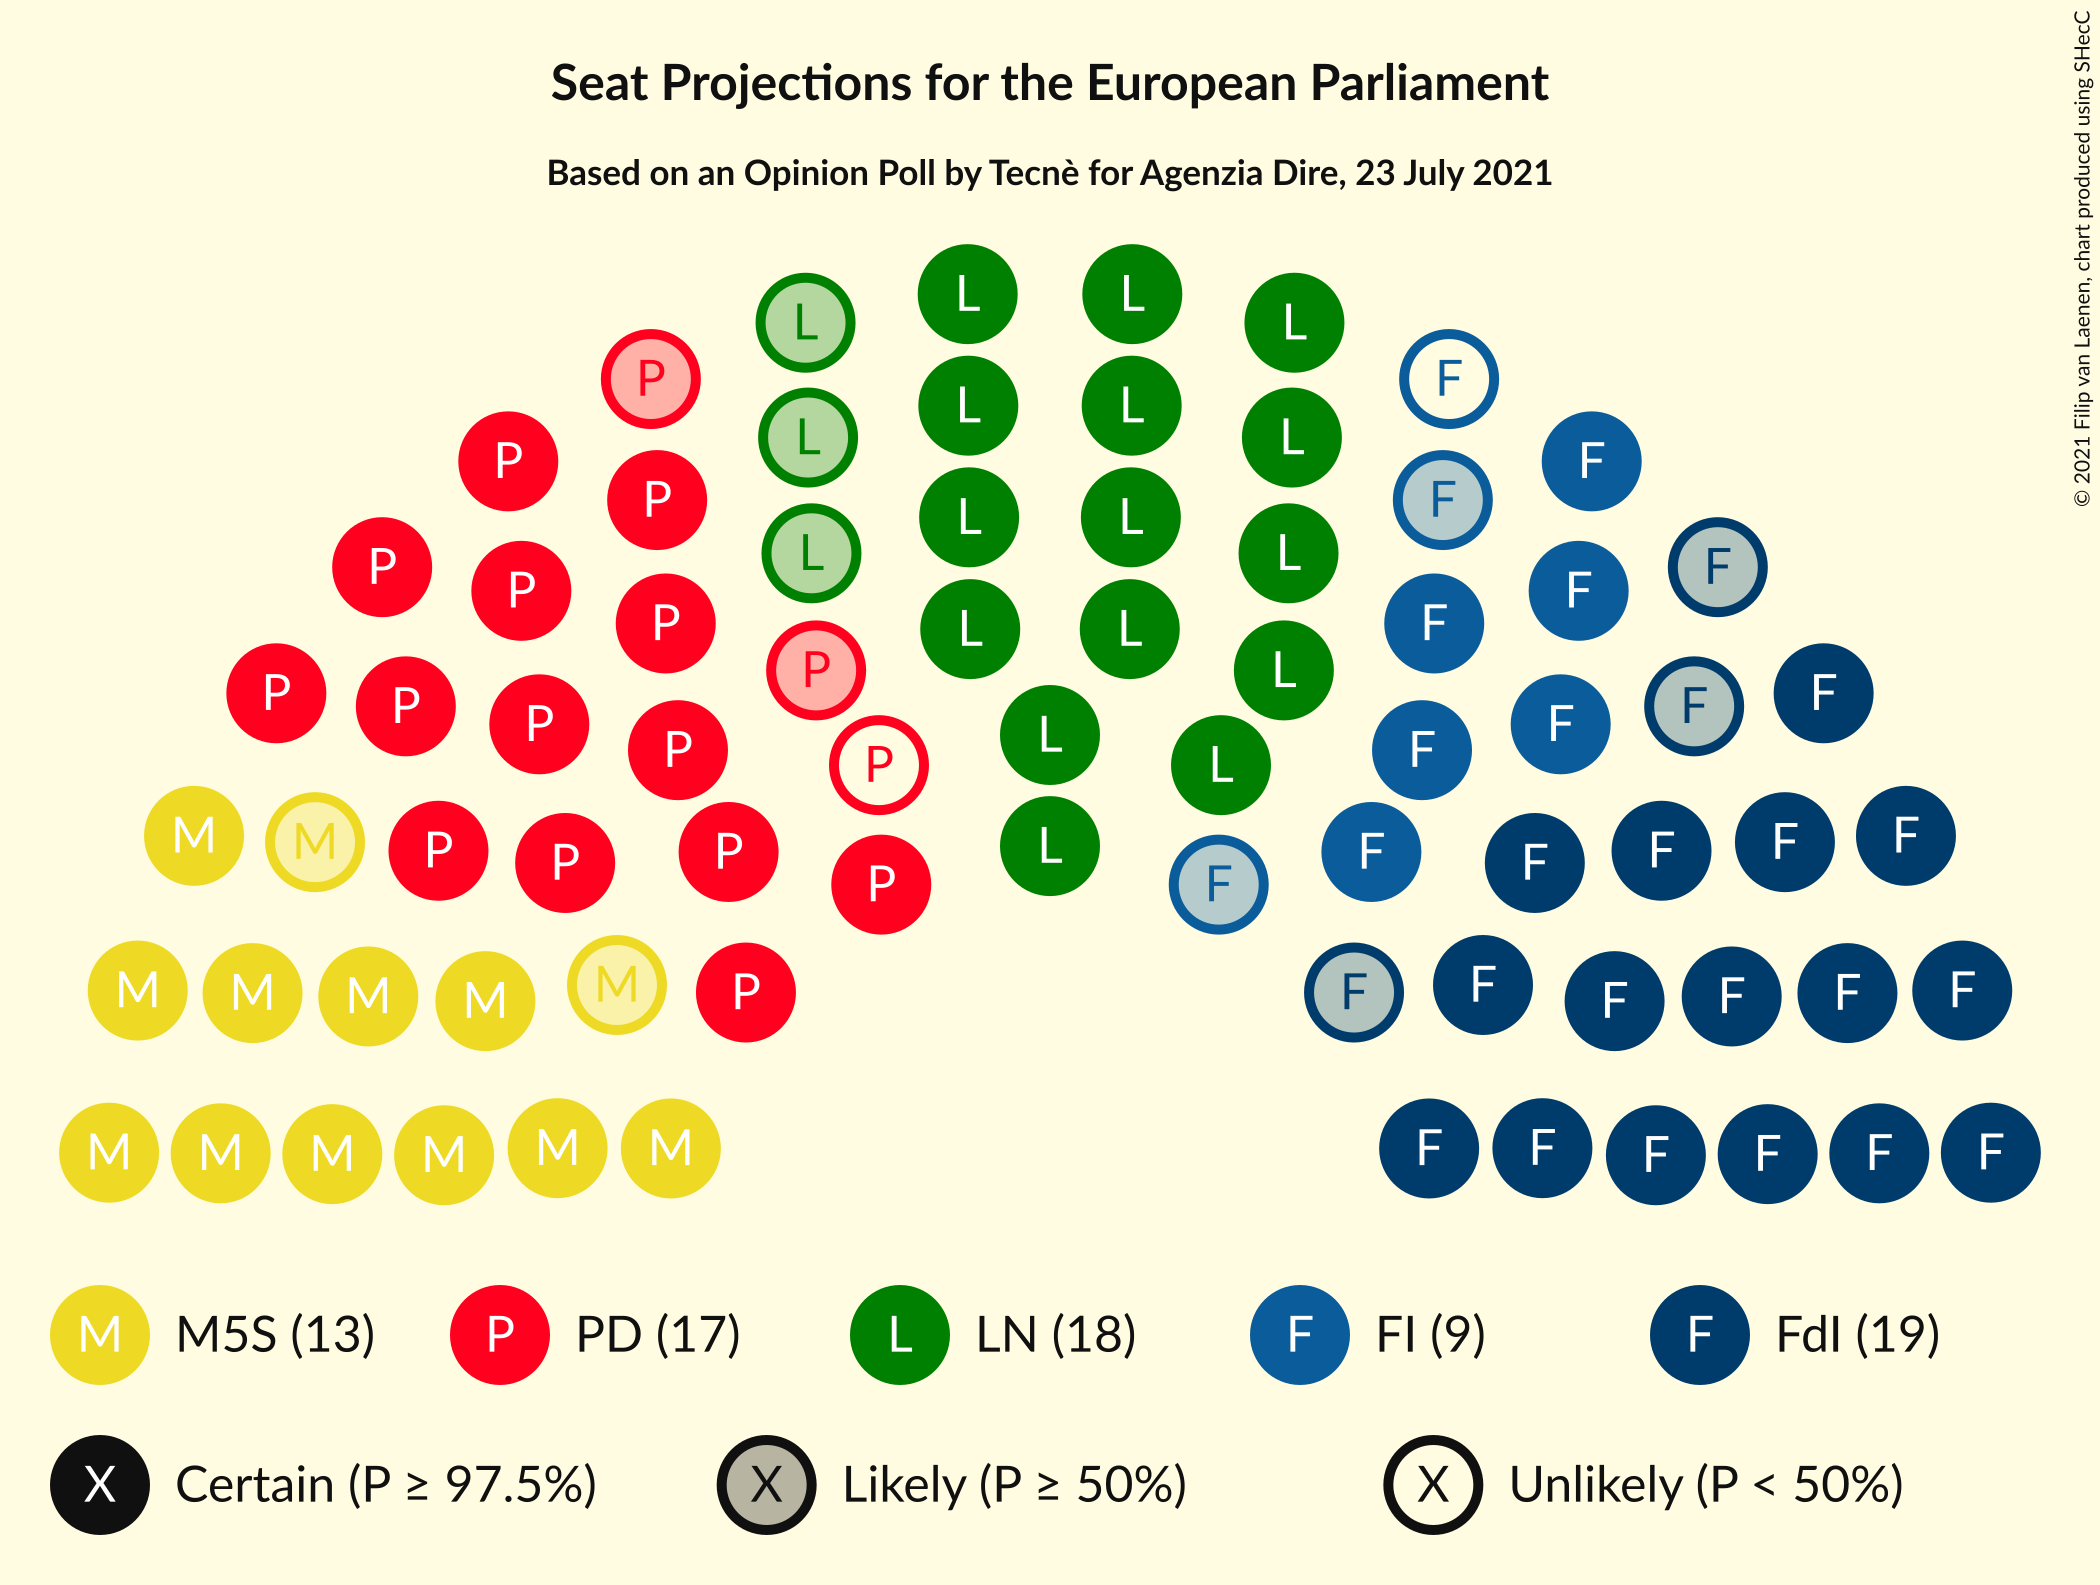 Seat Projections for the European Parliament
Based on an Opinion Poll by Tecnè for Agenzia Dire, 23 July 2021
© 2021 Filip van Laenen, chart produced using SHecC
L L
L L
P F
L L
L L
P F
P F
L L
L L
P F
P F
P F
L L
P F
P F
L L
P L
P F
P P F F
P P F F
L
P L
M M P P P F F F F F
L
P F
M M M M M P F F F F F F
M M M M M M F F F F F F
M M5S (13) P PD (17) L LN (18) F FI (9) F FdI (19)
X Certain (P ≥ 97.5%) X Likely (P ≥ 50%) X Unlikely (P < 50%)